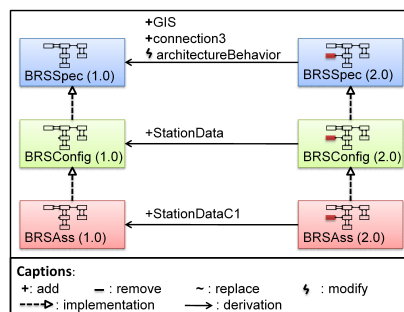 +GIS
+connection3
architectureBehavior
BRSSpec (1.0)
BRSSpec (2.0)
+StationData
BRSConfig (1.0)
BRSConfig (2.0)
+StationDataC1
BRSAss (1.0)
BRSAss (2.0)
Captions:
+: add – : remove ~ : replace : modify
: implementation : derivation